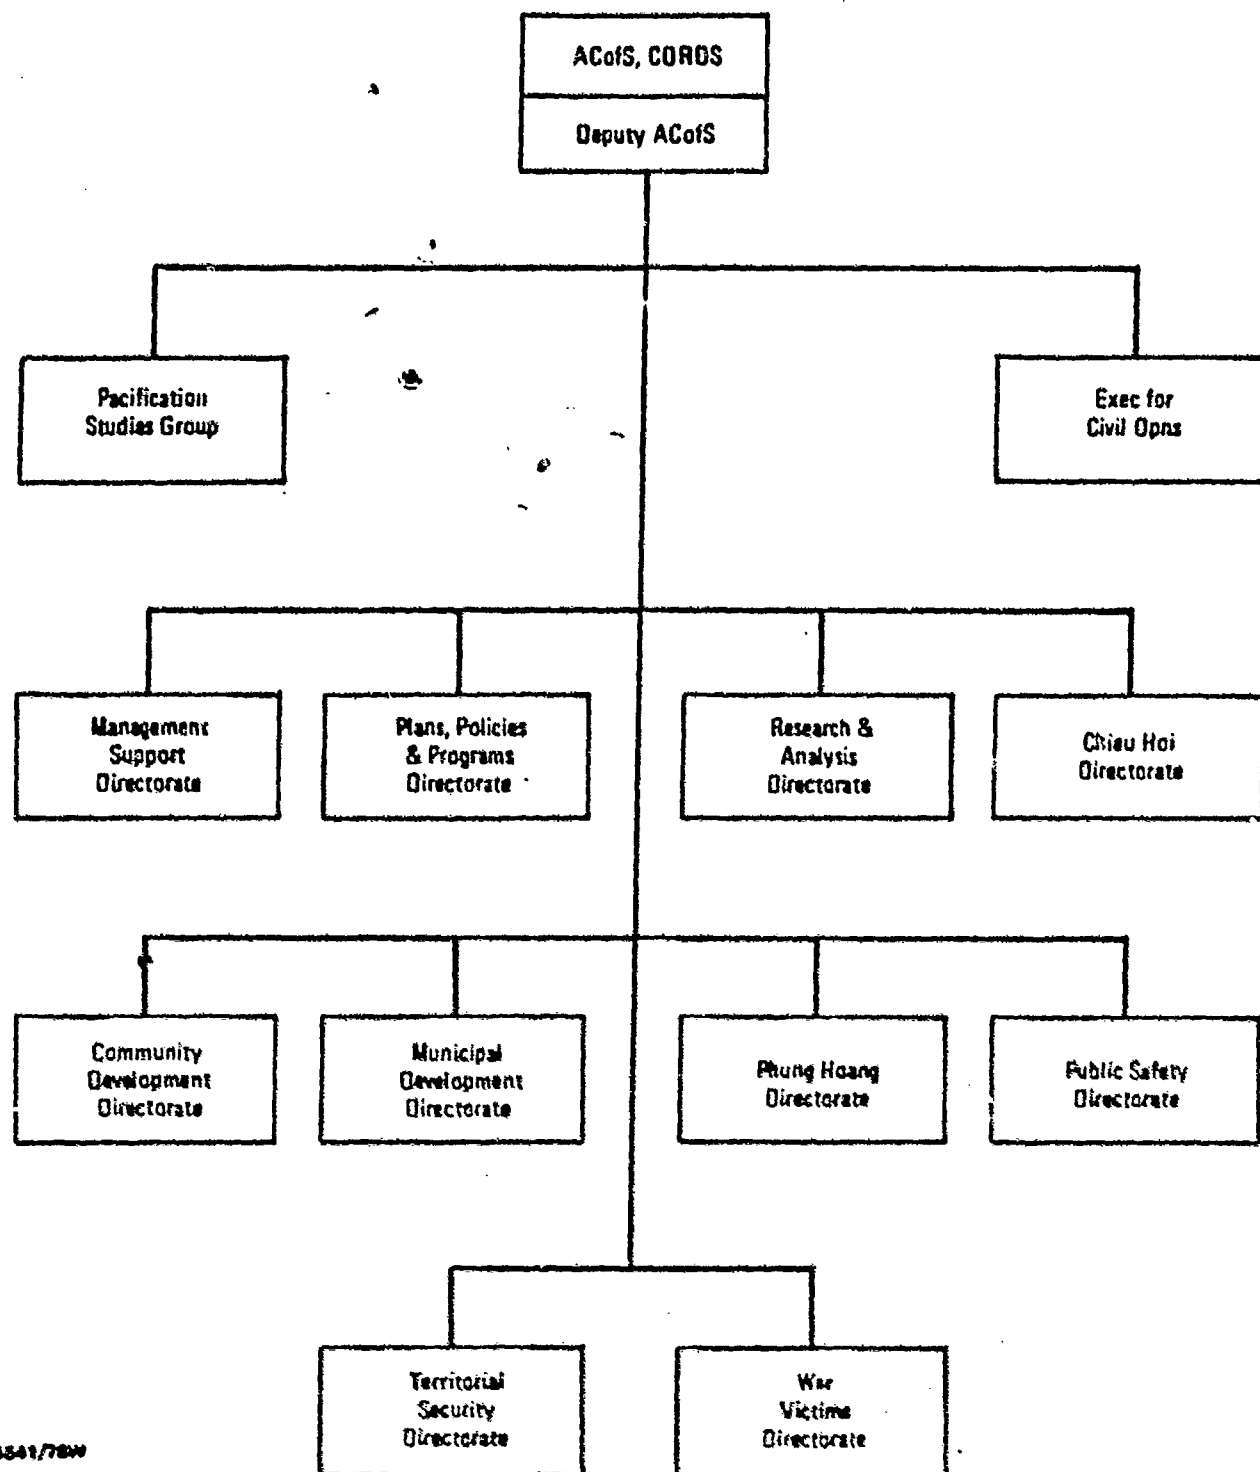 ACofS, CORDS
Deputy ACofS
Pacification
Studies Group
Exec for
Civil Opns
Management
Support
Directorate
Plans, Policies
& Programs
Directorate
Research &
Analysis
Directorate
Chieu Hoi
Directorate
Community
Development
Directorate
Municipal
Development
Directorate
Phung Hoang
Directorate
Public Safety
Directorate
Territorial
Security
Directorate
War
Victims
Directorate
541/78W